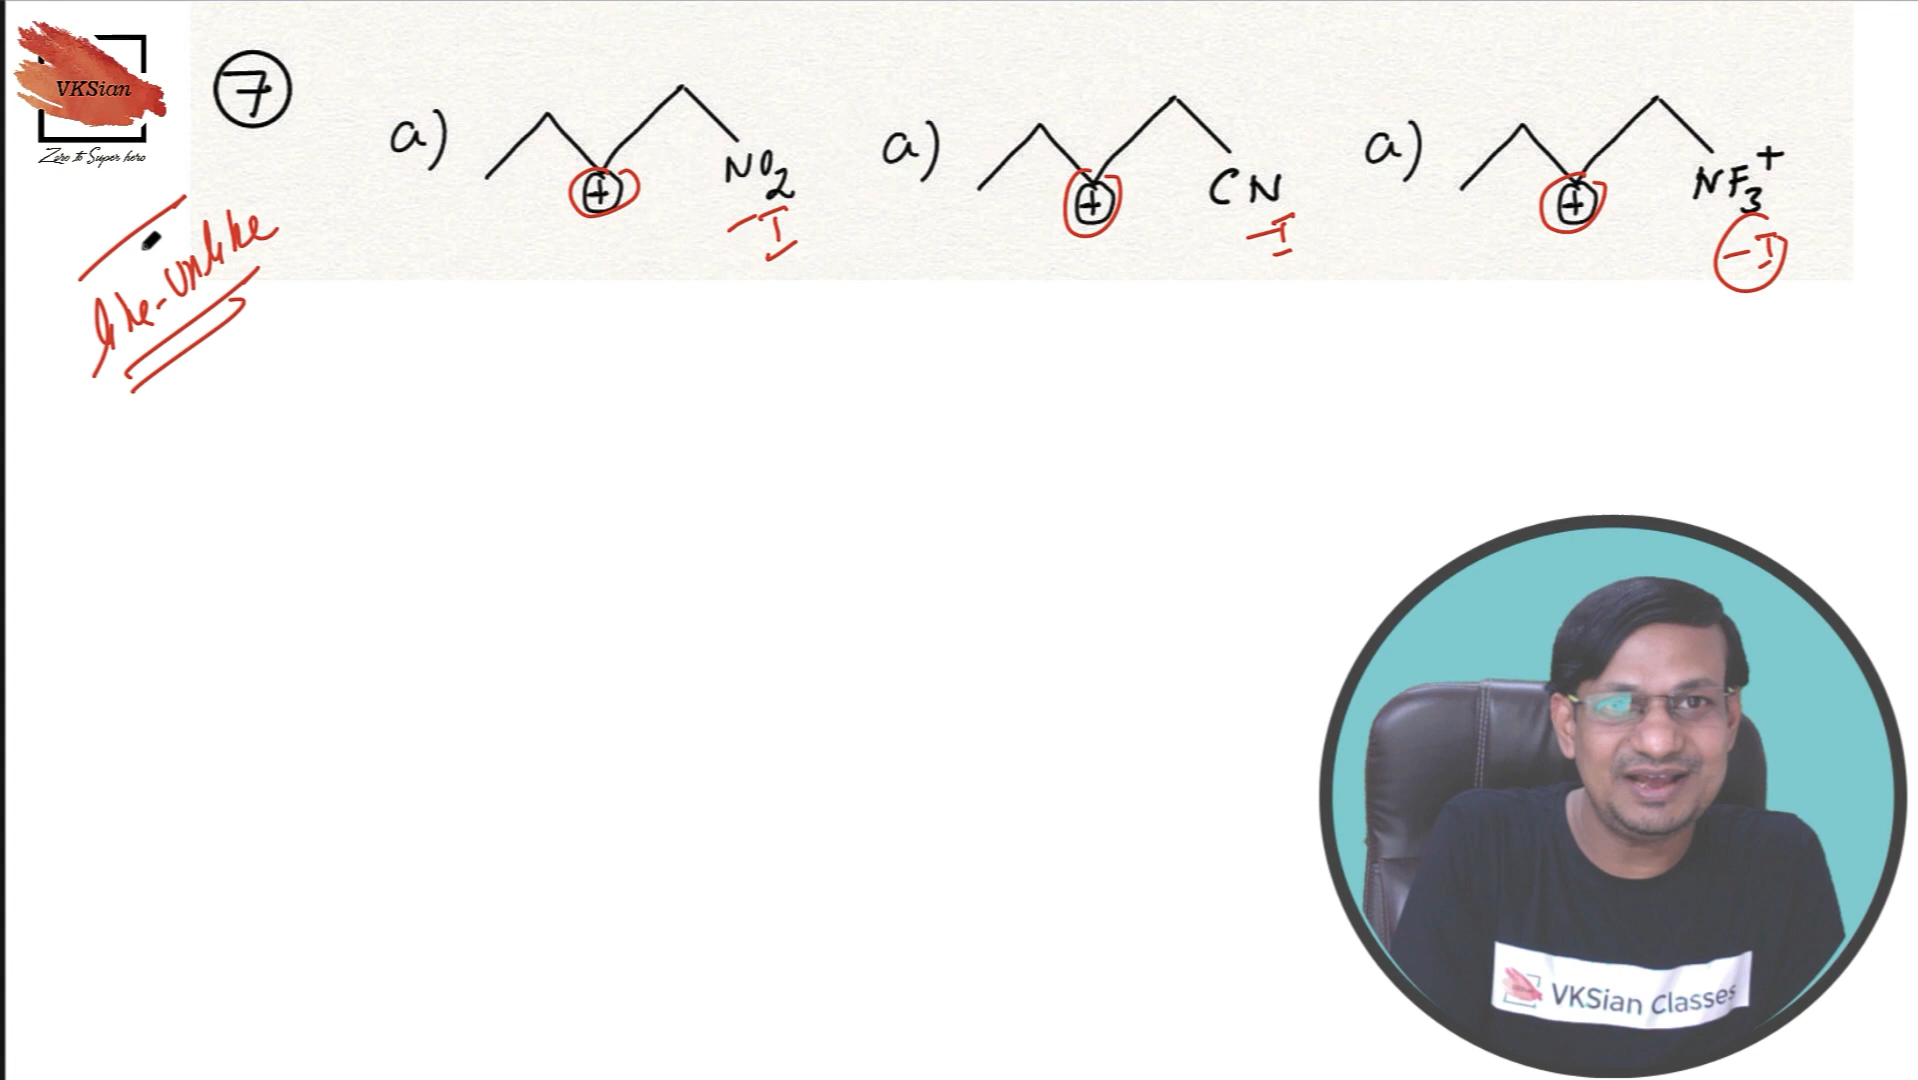 VKSian
Zero to Super hero
7
a) NO2 a) CN a) NF3+
+ + +
-I -I -I
like-unlike
VKSian Classes